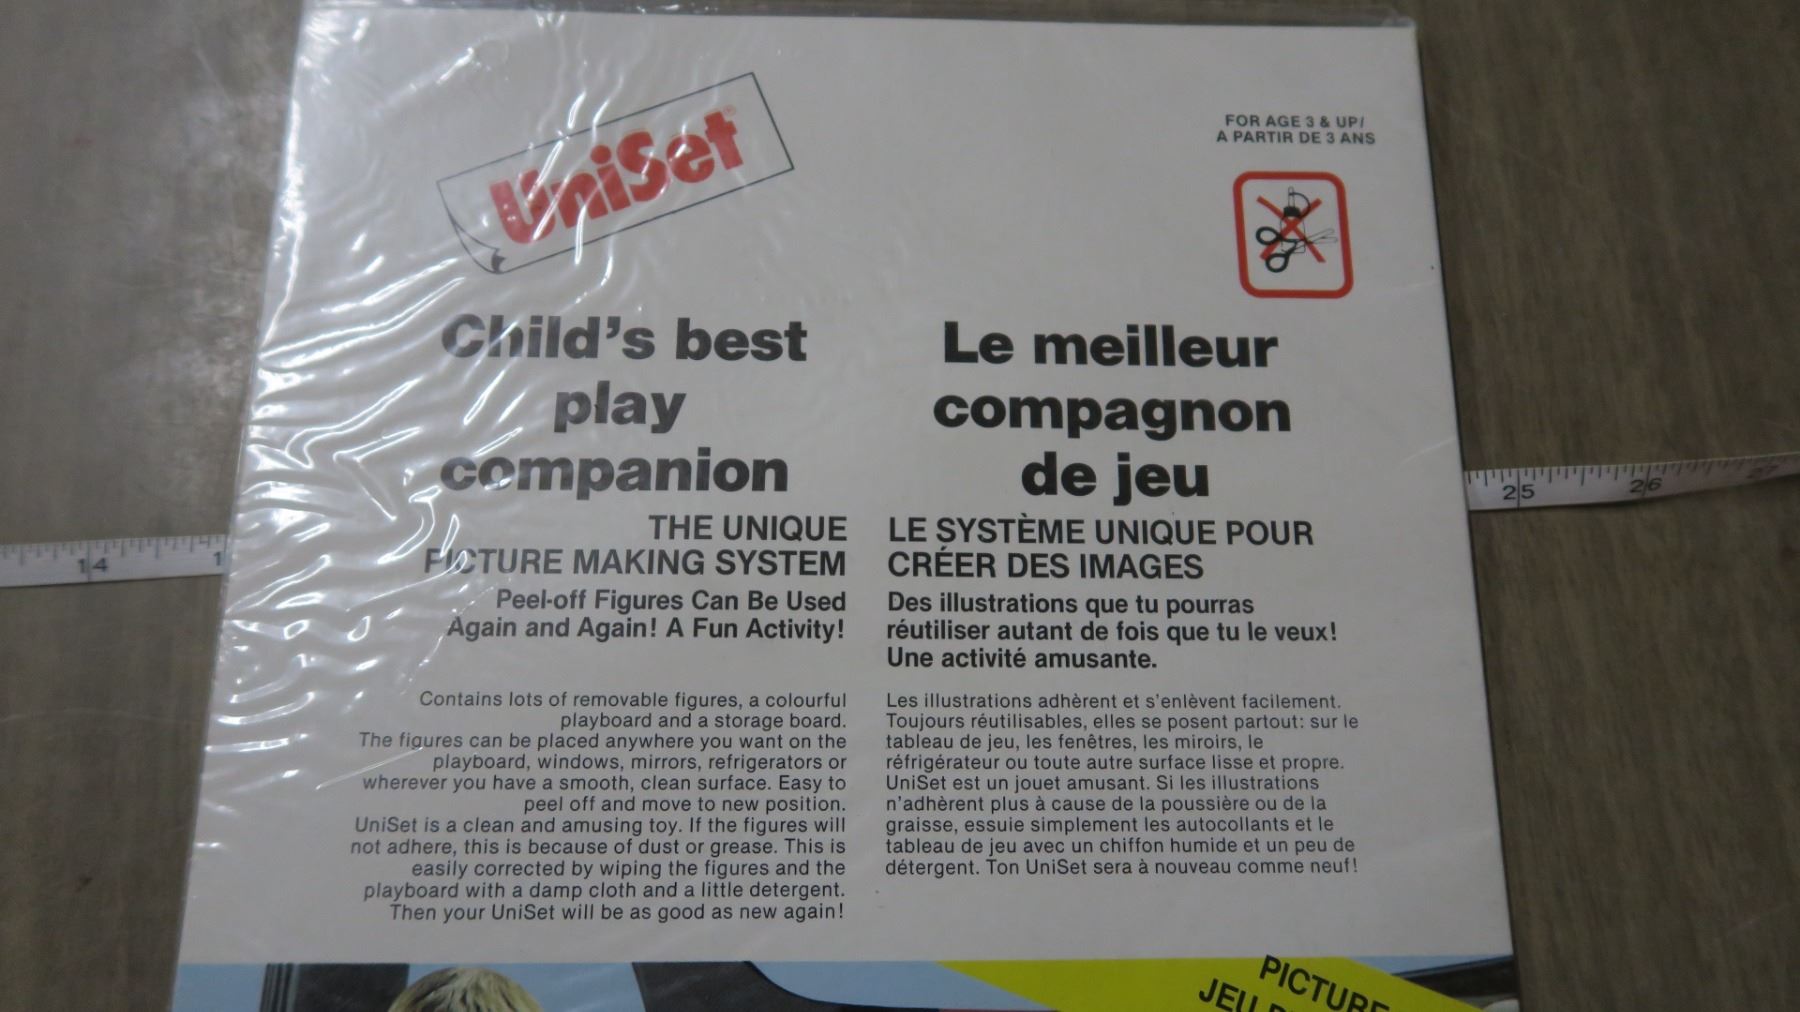 UniSet®
FOR AGE 3 & UP/
A PARTIR DE 3 ANS
Child's best
play
companion
THE UNIQUE
PICTURE MAKING SYSTEM
Peel-off Figures Can Be Used
Again and Again! A Fun Activity!
Contains lots of removable figures, a colourful
playboard and a storage board.
The figures can be placed anywhere you want on the
playboard, windows, mirrors, refrigerators or
wherever you have a smooth, clean surface. Easy to
peel off and move to new position.
UniSet is a clean and amusing toy. If the figures will
not adhere, this is because of dust or grease. This is
easily corrected by wiping the figures and the
playboard with a damp cloth and a little detergent.
Then your UniSet will be as good as new again!
Le meilleur
compagnon
de jeu
LE SYSTÈME UNIQUE POUR
CRÉER DES IMAGES
Des illustrations que tu pourras
réutiliser autant de fois que tu le veux!
Une activité amusante.
Les illustrations adhèrent et s'enlèvent facilement.
Toujours réutilisables, elles se posent partout: sur le
tableau de jeu, les fenêtres, les miroirs, le
réfrigérateur ou toute autre surface lisse et propre.
UniSet est un jouet amusant. Si les illustrations
n'adhèrent plus à cause de la poussière ou de la
graisse, essuie simplement les autocollants et le
tableau de jeu avec un chiffon humide et un peu de
détergent. Ton UniSet sera à nouveau comme neuf!
14
25 26 27
PICTURE
JEU